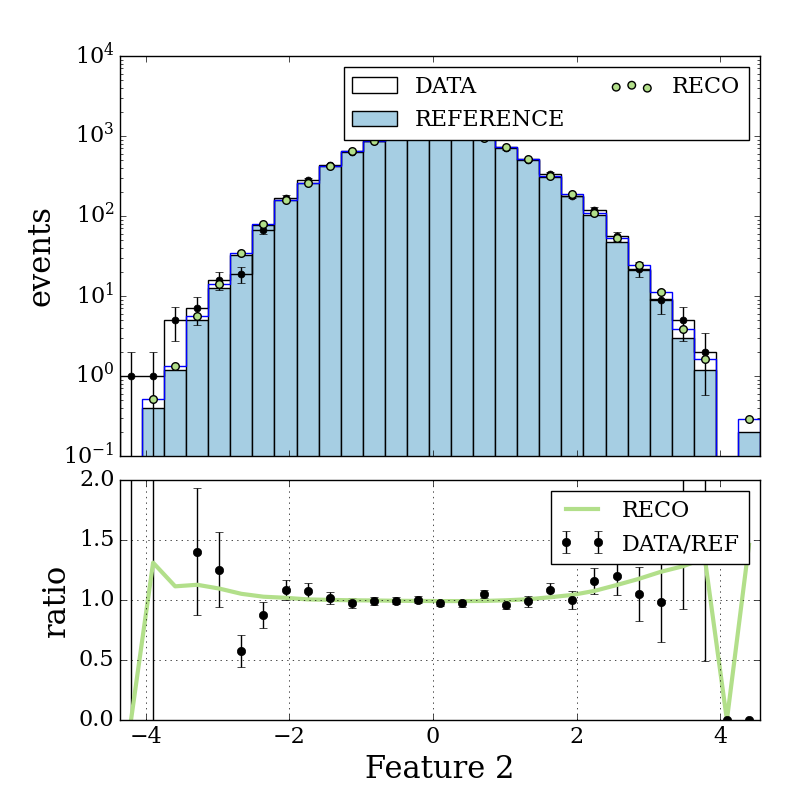 10^4
10^3
10^2
10^1
10^0
10^−1
events
DATA
REFERENCE
RECO
2.0
1.5
1.0
0.5
0.0
ratio
RECO
DATA/REF
−4 −2 0 2 4
Feature 2